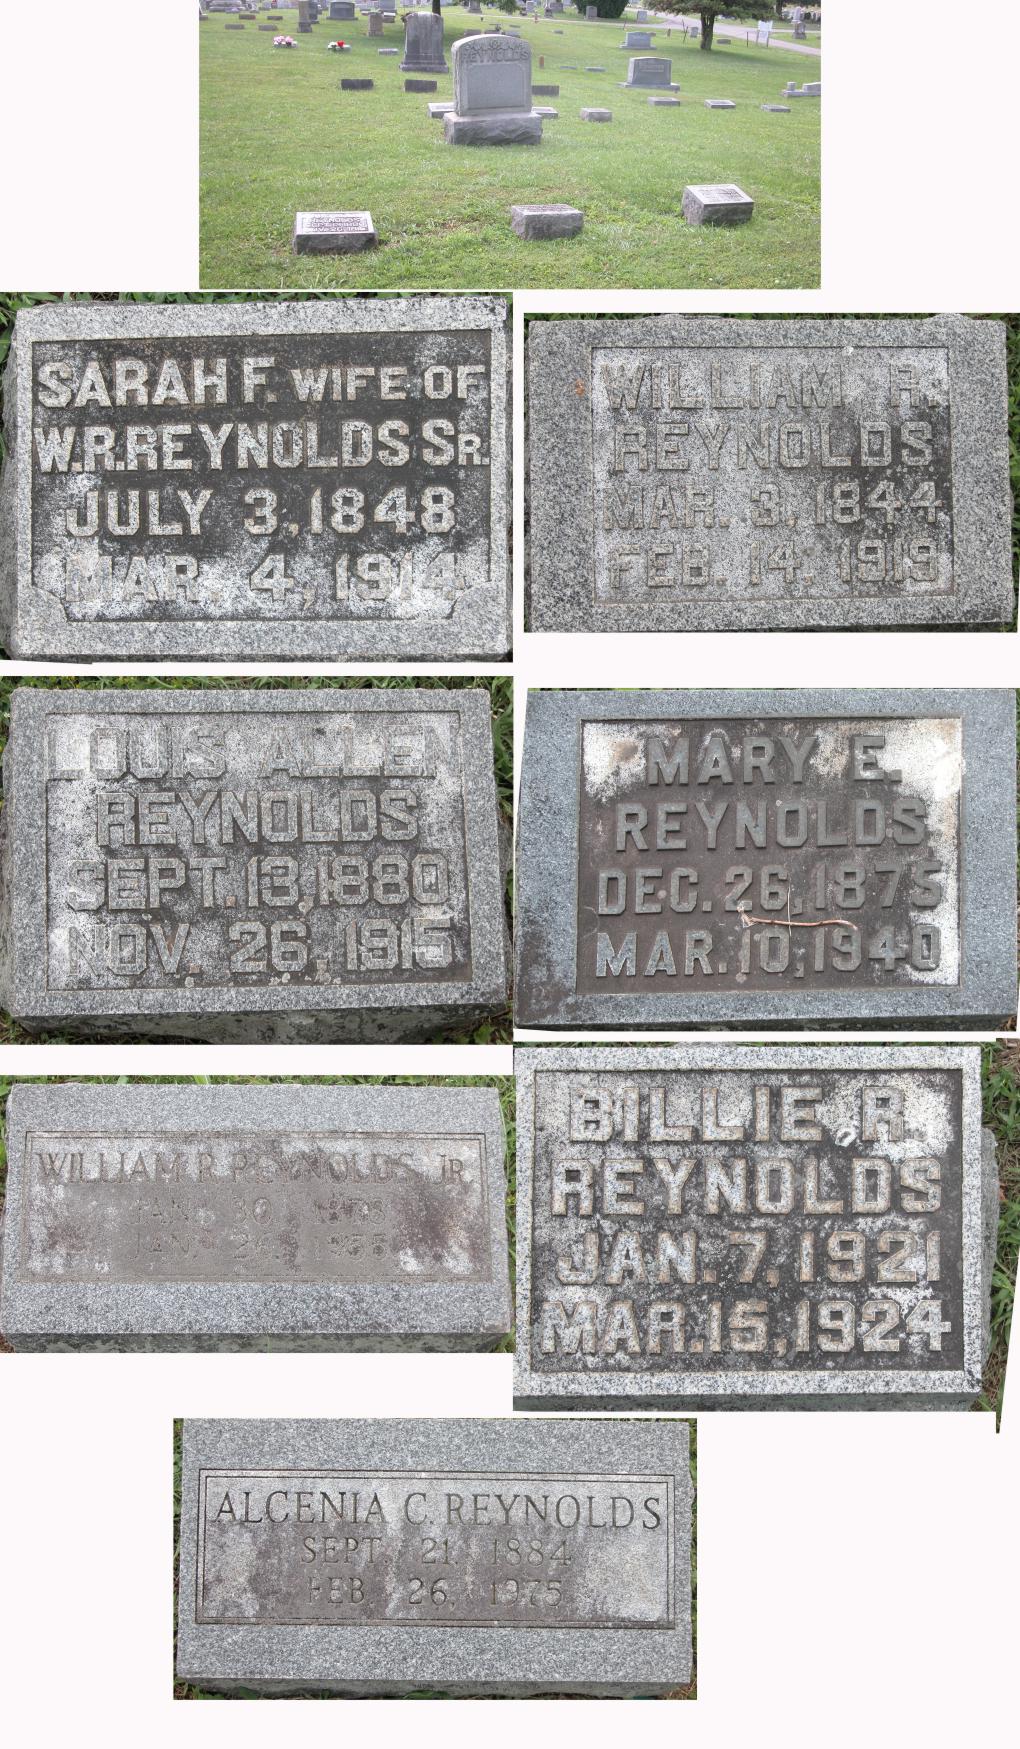 REYNOLDS
SARAH F. WIFE OF
W.R. REYNOLDS SR.
JULY 3, 1848
MAR. 4, 1914
WILLIAM R.
REYNOLDS
MAR. 3, 1844
FEB. 14, 1919
LOUIS ALLEN
REYNOLDS
SEPT. 13, 1880
NOV. 26, 1915
MARY E.
REYNOLDS
DEC. 26, 1875
MAR. 10, 1940
WILLIAM R. REYNOLDS JR.
JAN.
JAN.
BILLIE R.
REYNOLDS
JAN. 7, 1921
MAR. 15, 1924
ALCENIA C. REYNOLDS
SEPT. 21, 1884
FEB. 26, 1975